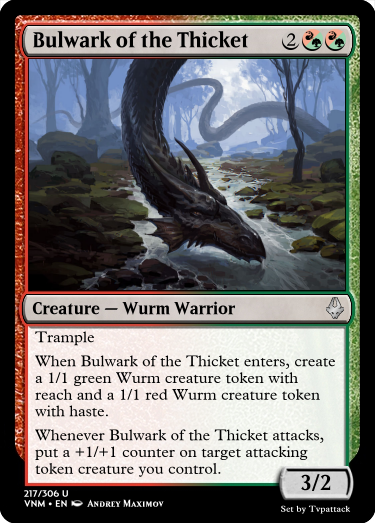 Bulwark of the Thicket 2
Creature — Wurm Warrior
Trample
When Bulwark of the Thicket enters, create
a 1/1 green Wurm creature token with
reach and a 1/1 red Wurm creature token
with haste.
Whenever Bulwark of the Thicket attacks,
put a +1/+1 counter on target attacking
token creature you control.
3/2
217/306 U
VNM • EN Andrey Maximov
Set by Tvpattack